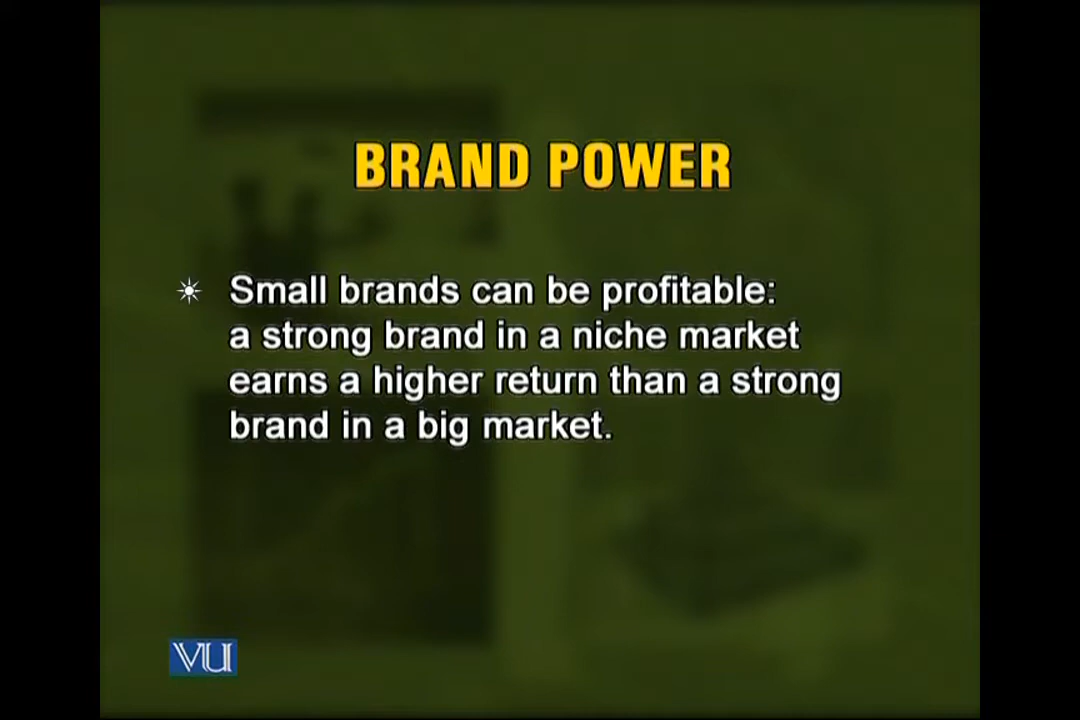 BRAND POWER
Small brands can be profitable:
a strong brand in a niche market
earns a higher return than a strong
brand in a big market.
VU